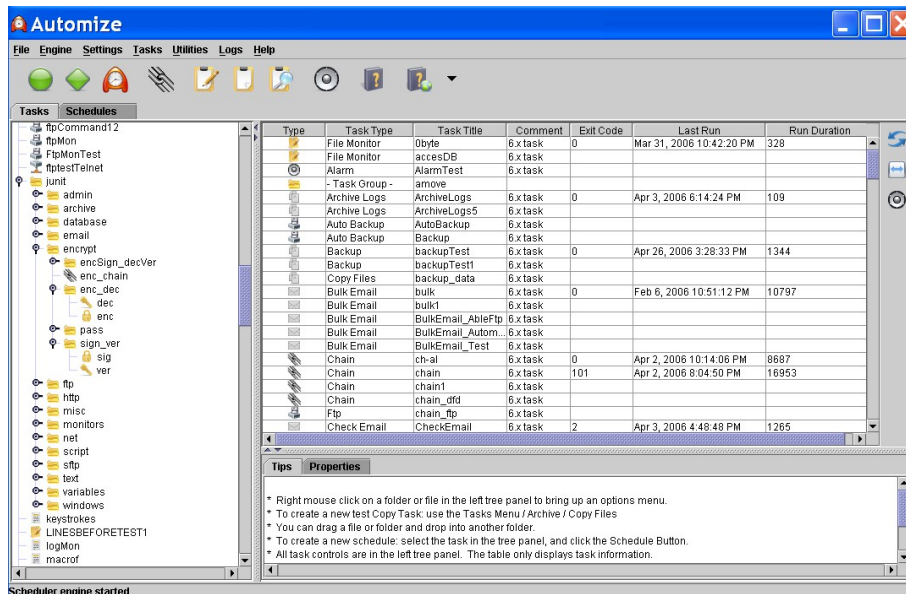 Automize
File Engine Settings Tasks Utilities Logs Help
Tasks Schedules
ftpCommand12
ftpMon
FtpMonTest
ftptestTelnet
junit
admin
archive
database
email
encrypt
encSign_decVer
enc_chain
enc_dec
dec
enc
pass
sign_ver
sig
ver
ftp
http
misc
monitors
net
script
sftp
text
variables
windows
keystrokes
LINESBEFORETEST1
logMon
macrof
Type Task Type Task Title Comment Exit Code Last Run Run Duration
File Monitor 0byte 6.x task 0 Mar 31, 2006 10:42:20 PM 328
File Monitor accesDB 6.x task
Alarm AlarmTest 6.x task
- Task Group - amove
Archive Logs ArchiveLogs 6.x task 0 Apr 3, 2006 6:14:24 PM 109
Archive Logs ArchiveLogs5 6.x task
Auto Backup AutoBackup 6.x task
Auto Backup Backup 6.x task
Backup backupTest 6.x task 0 Apr 26, 2006 3:28:33 PM 1344
Backup backupTest1 6.x task
Copy Files backup_data 6.x task
Bulk Email bulk 6.x task 0 Feb 6, 2006 10:51:12 PM 10797
Bulk Email bulk1 6.x task
Bulk Email BulkEmail_AbleFtp 6.x task
Bulk Email BulkEmail_Autom... 6.x task
Bulk Email BulkEmail_Test 6.x task
Chain ch-al 6.x task 0 Apr 2, 2006 10:14:06 PM 8687
Chain chain 6.x task 101 Apr 2, 2006 8:04:50 PM 16953
Chain chain1 6.x task
Chain chain_dfd 6.x task
Ftp chain_ftp 6.x task
Check Email CheckEmail 6.x task 2 Apr 3, 2006 4:48:48 PM 1265
Tips Properties
* Right mouse click on a folder or file in the left tree panel to bring up an options menu.
* To create a new test Copy Task: use the Tasks Menu / Archive / Copy Files
* You can drag a file or folder and drop into another folder.
* To create a new schedule: select the task in the tree panel, and click the Schedule Button.
* All task controls are in the left tree panel. The table only displays task information.
Scheduler engine started